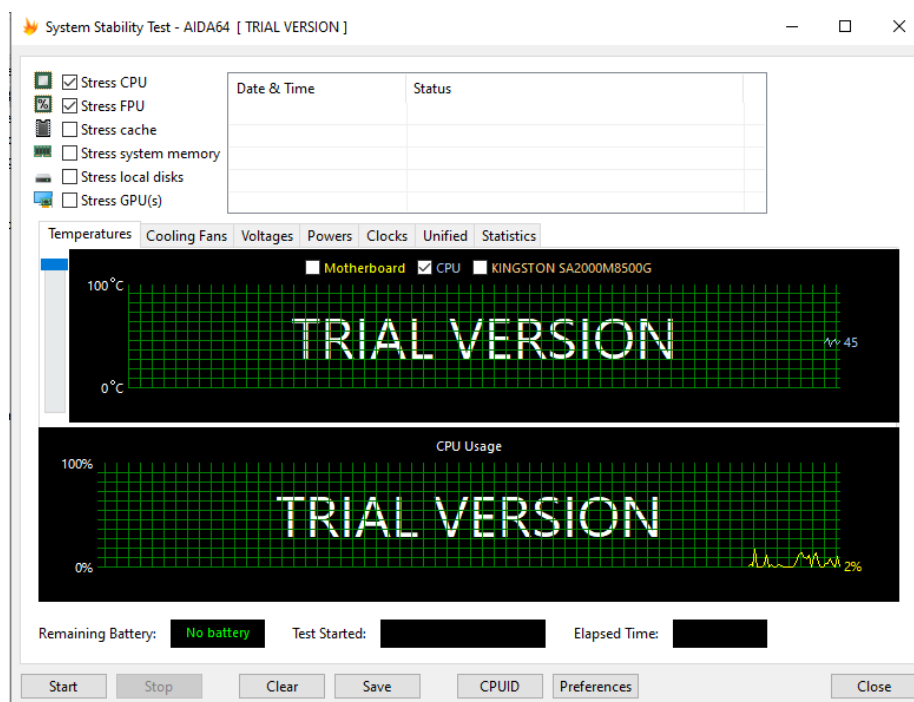 System Stability Test - AIDA64 [ TRIAL VERSION ]
Stress CPU
Stress FPU
Stress cache
Stress system memory
Stress local disks
Stress GPU(s)
Date & Time Status
Temperatures Cooling Fans Voltages Powers Clocks Unified Statistics
Motherboard CPU KINGSTON SA2000M8500G
100°C
TRIAL VERSION
45
0°C
CPU Usage
100%
TRIAL VERSION
0% 2%
Remaining Battery: No battery Test Started: Elapsed Time:
Start Stop Clear Save CPUID Preferences Close